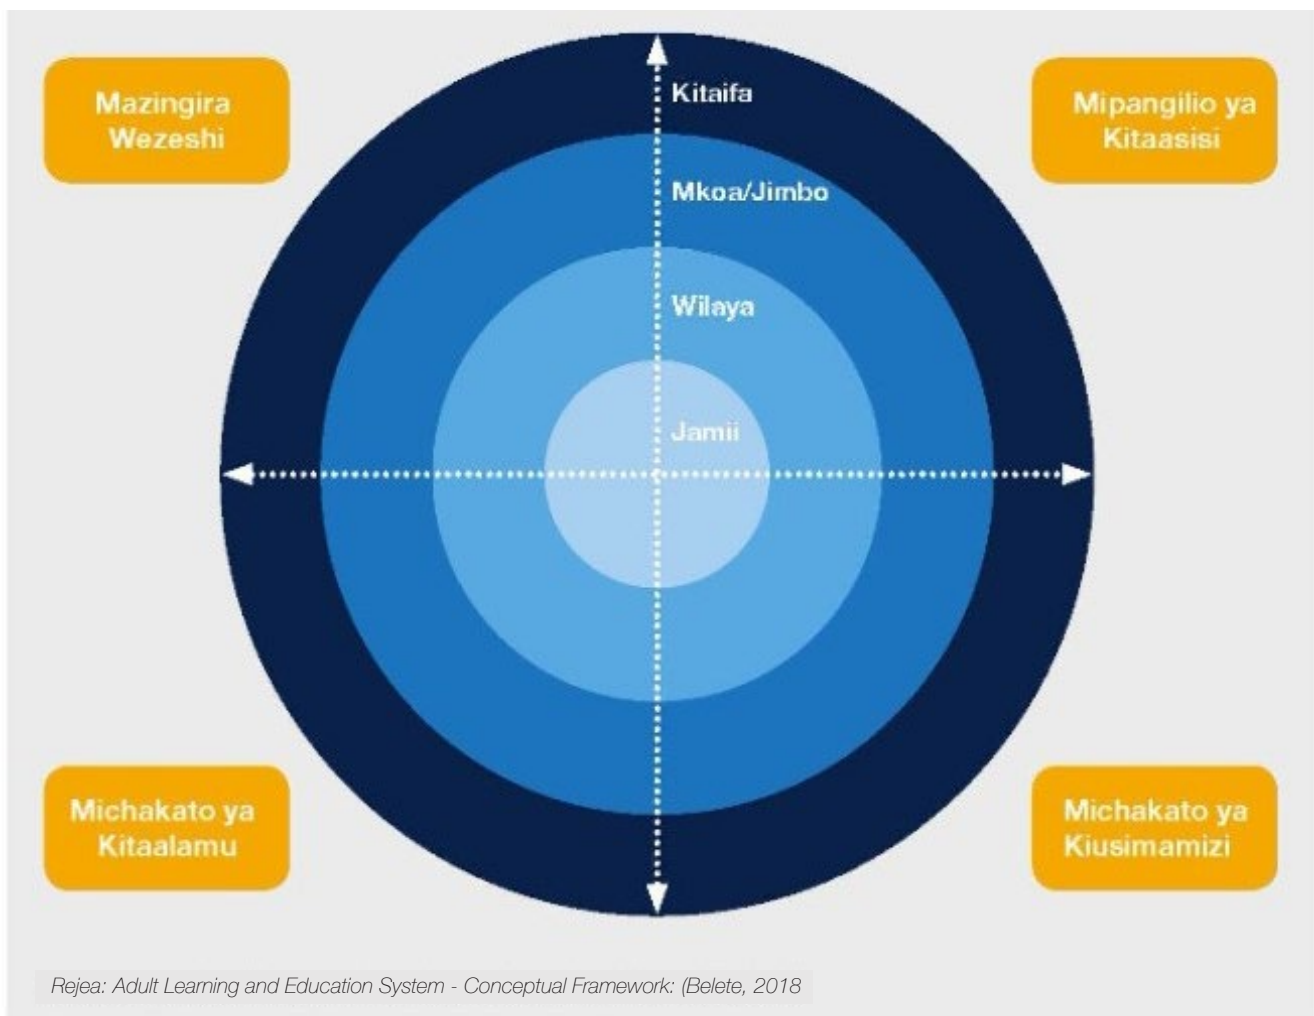 Mazingira
Wezeshi
Mipangilio ya
Kitaasisi
Kitaifa
Mkoa/Jimbo
Wilaya
Jamii
Michakato ya
Kitaalamu
Michakato ya
Kiusimamizi
Rejea: Adult Learning and Education System - Conceptual Framework: (Belete, 2018